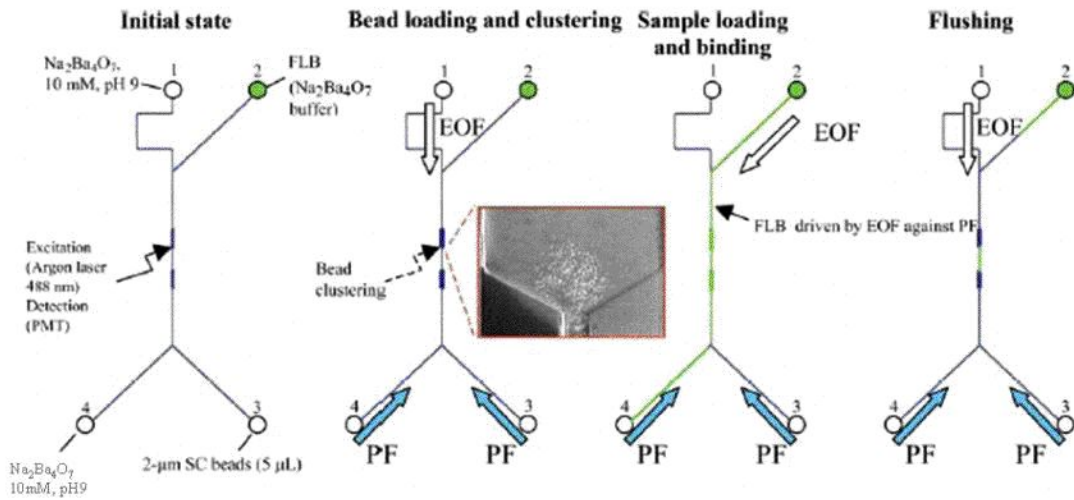 Initial state
Na₂Ba₄O₇,
10 mM, pH 9
1
2
FLB
(Na₂Ba₄O₇
buffer)
Excitation
(Argon laser
488 nm)
Detection
(PMT)
4
3
Na₂Ba₄O₇
10mM, pH9
2-µm SC beads (5 µL)
Bead loading and clustering
1
2
EOF
Bead
clustering
4
3
PF
PF
Sample loading
and binding
1
2
EOF
FLB driven by EOF against PF
4
3
PF
PF
Flushing
1
2
EOF
4
3
PF
PF